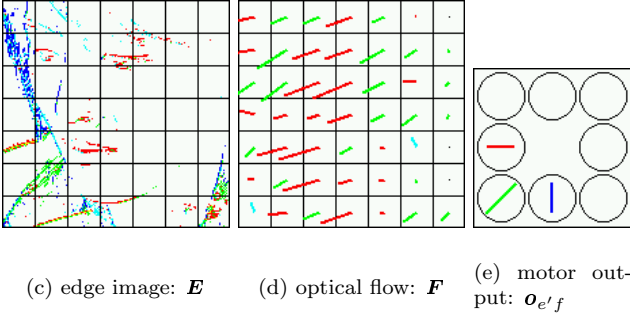 (c) edge image: E
(d) optical flow: F
(e) motor out-
put: o_{e′f}